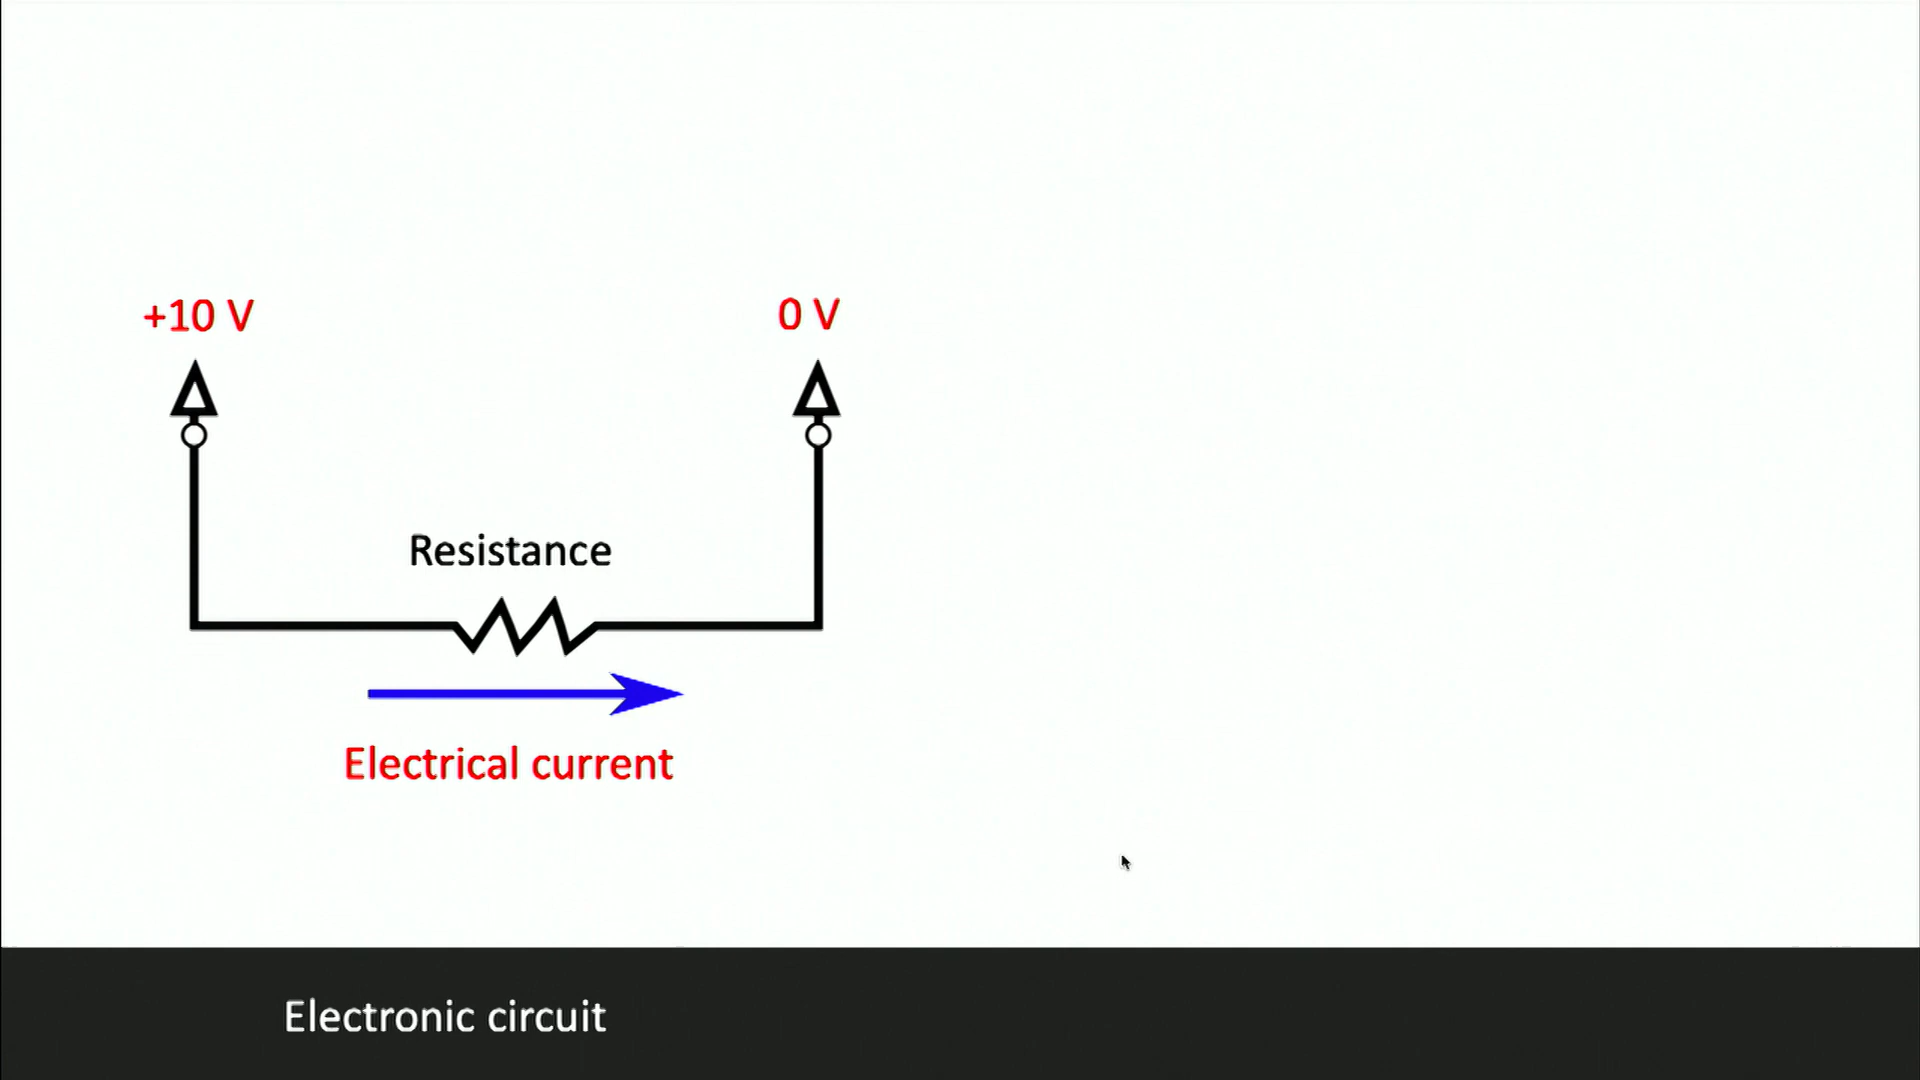 +10 V
0 V
Resistance
Electrical current
Electronic circuit